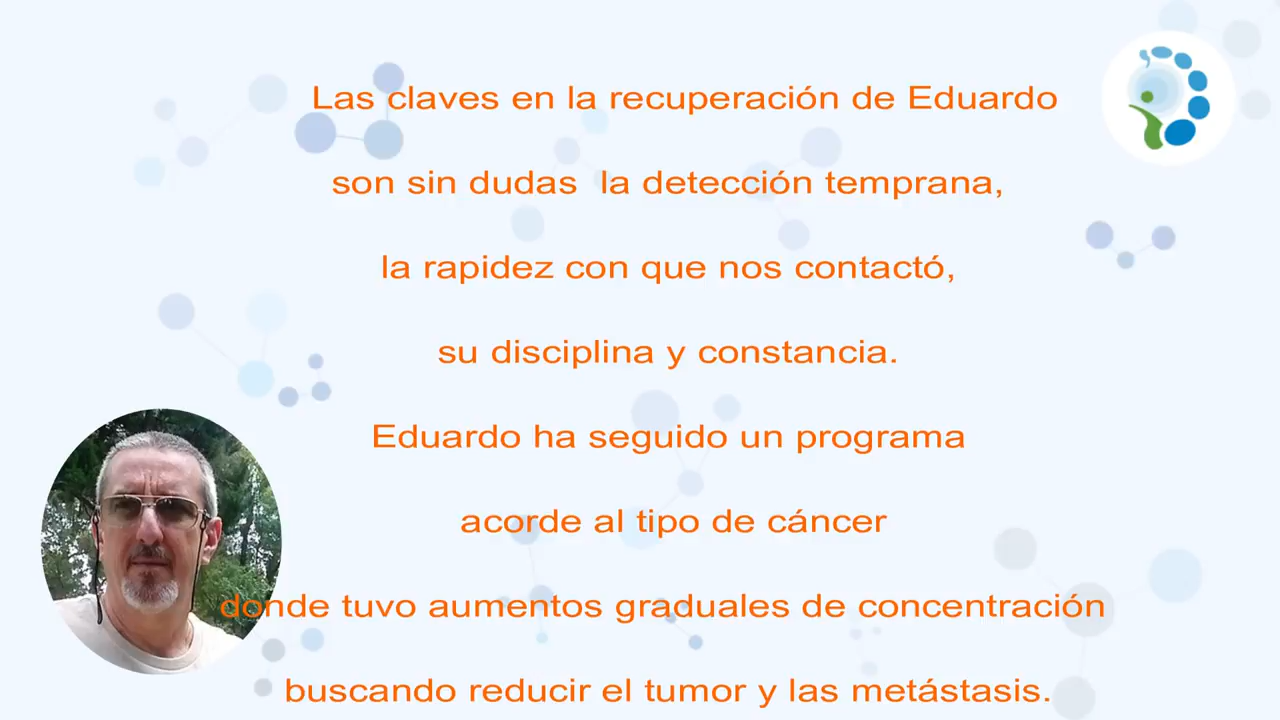 Las claves en la recuperación de Eduardo
son sin dudas  la detección temprana,
la rapidez con que nos contactó,
su disciplina y constancia.
Eduardo ha seguido un programa
acorde al tipo de cáncer
donde tuvo aumentos graduales de concentración
buscando reducir el tumor y las metástasis.